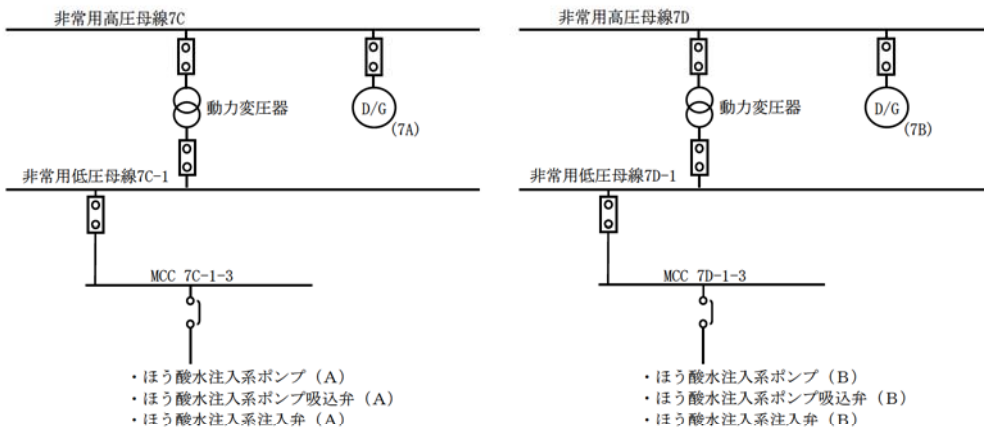 非常用高圧母線7C
動力変圧器
D/G
(7A)
非常用低圧母線7C-1
MCC 7C-1-3
・ほう酸水注入系ポンプ（A）
・ほう酸水注入系ポンプ吸込弁（A）
・ほう酸水注入系注入弁（A）
非常用高圧母線7D
動力変圧器
D/G
(7B)
非常用低圧母線7D-1
MCC 7D-1-3
・ほう酸水注入系ポンプ（B）
・ほう酸水注入系ポンプ吸込弁（B）
・ほう酸水注入系注入弁（B）